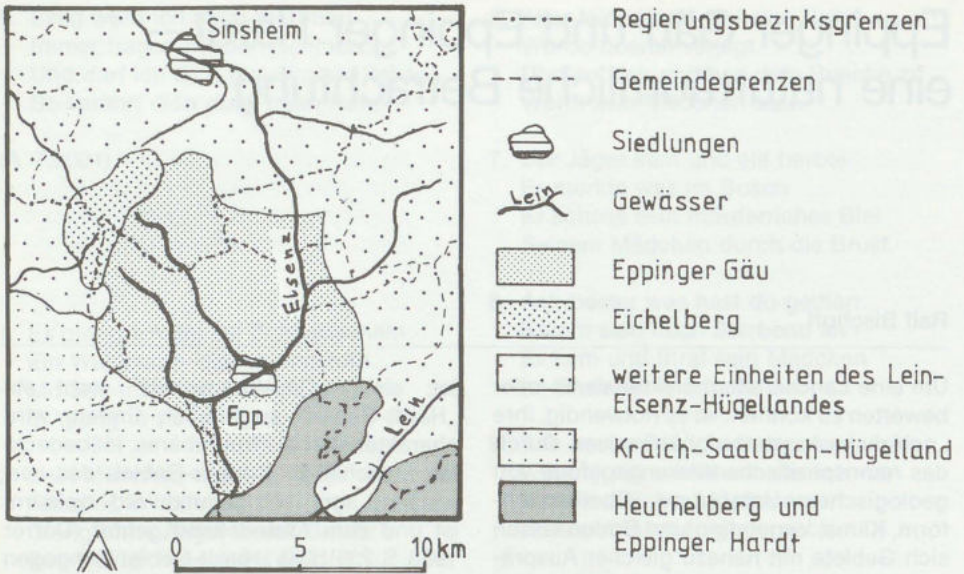 Sinsheim
Elsenz
Epp.
Lein
0 5 10 km
N
Regierungsbezirksgrenzen
Gemeindegrenzen
Siedlungen
Lein
Gewässer
Eppinger Gäu
Eichelberg
weitere Einheiten des Lein-
Elsenz-Hügellandes
Kraich-Saalbach-Hügelland
Heuchelberg und
Eppinger Hardt